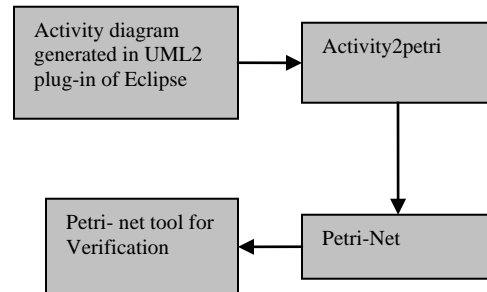 Activity diagram
generated in UML2
plug-in of Eclipse
Activity2petri
Petri-Net
Petri- net tool for
Verification